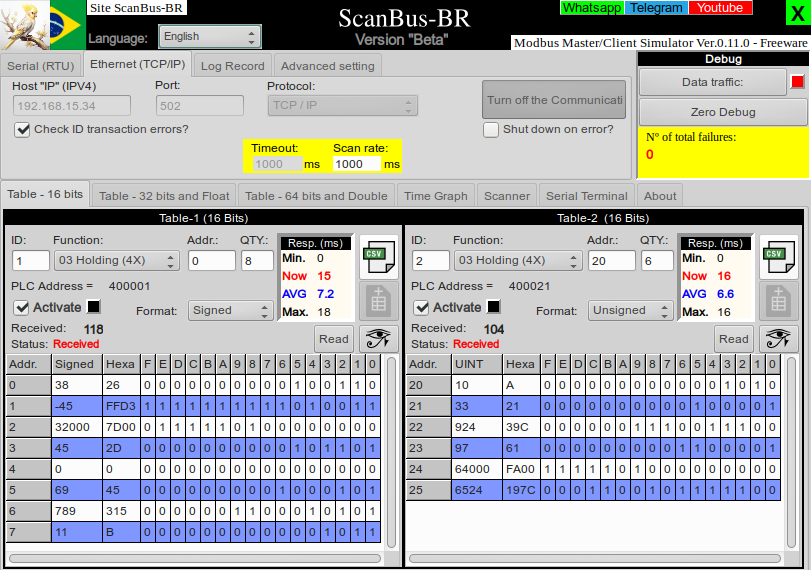 Site ScanBus-BR
ScanBus-BR
Whatsapp Telegram Youtube
X
Language: English
Version "Beta"
Modbus Master/Client Simulator Ver.0.11.0 - Freeware
Serial (RTU) Ethernet (TCP/IP) Log Record Advanced setting
Debug
Host "IP" (IPV4) Port: Protocol:
Data traffic:
192.168.15.34 502 TCP / IP
Turn off the Communicati
Zero Debug
Check ID transaction errors?
Shut down on error?
N° of total failures:
0
Timeout: Scan rate:
1000 ms 1000 ms
Table - 16 bits Table - 32 bits and Float Table - 64 bits and Double Time Graph Scanner Serial Terminal About
Table-1 (16 Bits)
ID: Function: Addr.: QTY.:
1 03 Holding (4X) 0 8
Resp. (ms)
Min. 0
Now 15
AVG 7.2
Max. 18
CSV
PLC Address = 400001
Activate Format: Signed
Received: 118
Status: Received
Read
Addr. Signed Hexa F E D C B A 9 8 7 6 5 4 3 2 1 0
0 38 26 0 0 0 0 0 0 0 0 0 0 1 0 0 1 1 0
1 -45 FFD3 1 1 1 1 1 1 1 1 1 1 0 1 0 0 1 1
2 32000 7D00 0 1 1 1 1 1 0 1 0 0 0 0 0 0 0 0
3 45 2D 0 0 0 0 0 0 0 0 0 0 1 0 1 1 0 1
4 0 0 0 0 0 0 0 0 0 0 0 0 0 0 0 0 0 0
5 69 45 0 0 0 0 0 0 0 0 0 1 0 0 0 1 0 1
6 789 315 0 0 0 0 0 0 1 1 0 0 0 1 0 1 0 1
7 11 B 0 0 0 0 0 0 0 0 0 0 0 0 1 0 1 1
Table-2 (16 Bits)
ID: Function: Addr.: QTY.:
2 03 Holding (4X) 20 6
Resp. (ms)
Min. 0
Now 16
AVG 6.6
Max. 16
CSV
PLC Address = 400021
Activate Format: Unsigned
Received: 104
Status: Received
Read
Addr. UINT Hexa F E D C B A 9 8 7 6 5 4 3 2 1 0
20 10 A 0 0 0 0 0 0 0 0 0 0 0 0 1 0 1 0
21 33 21 0 0 0 0 0 0 0 0 0 0 1 0 0 0 0 1
22 924 39C 0 0 0 0 0 0 1 1 1 0 0 1 1 1 0 0
23 97 61 0 0 0 0 0 0 0 0 0 1 1 0 0 0 0 1
24 64000 FA00 1 1 1 1 1 0 1 0 0 0 0 0 0 0 0 0
25 6524 197C 0 0 0 1 1 0 0 1 0 1 1 1 1 1 0 0